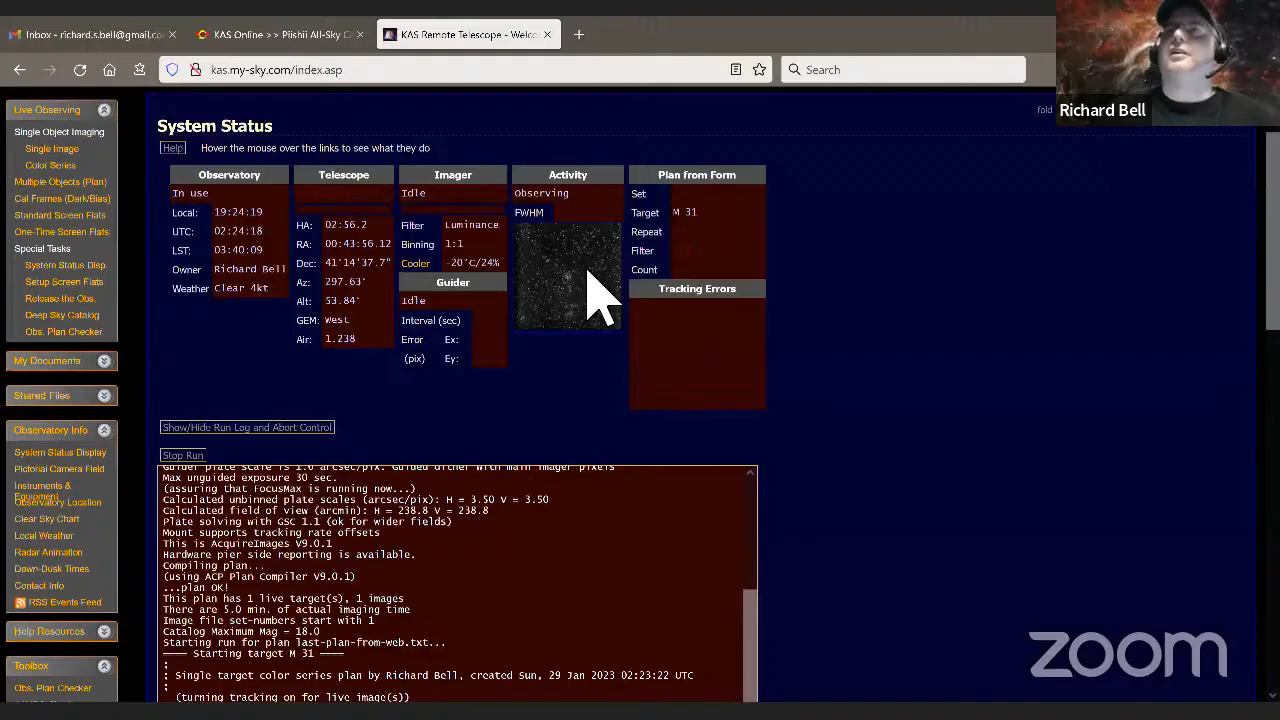 Inbox - richard.s.bell@gmail.co
KAS Online >> Piishii All-Sky C
KAS Remote Telescope - Welco
kas.my-sky.com/index.asp
Search
Richard Bell
Live Observing
Single Object Imaging
Single Image
Color Series
Multiple Objects (Plan)
Cal Frames (Dark/Bias)
Standard Screen Flats
One-Time Screen Flats
Special Tasks
System Status Disp.
Setup Screen Flats
Release the Obs.
Deep Sky Catalog
Obs. Plan Checker
My Documents
Shared Files
Observatory Info
System Status Display
Pictorial Camera Field
Instruments &
Equipment
Observatory Location
Clear Sky Chart
Local Weather
Radar Animation
Dawn-Dusk Times
Contact Info
RSS Events Feed
Help Resources
Toolbox
Obs. Plan Checker
fold
System Status
Help Hover the mouse over the links to see what they do
Observatory
In use
Local: 19:24:19
UTC: 02:24:18
LST: 03:40:09
Owner Richard Bell
Weather Clear 4kt
Telescope
HA: 02:56.2
RA: 00:43:56.12
Dec: 41°14'37.7"
Az: 297.63°
Alt: 53.84°
GEM: West
Air: 1.238
Imager
Idle
Filter Luminance
Binning 1:1
Cooler -20°C/24%
Guider
Idle
Interval (sec)
Error Ex:
(pix) Ey:
Activity
Observing
FWHM
Plan from Form
Set
Target M 31
Repeat
Filter
Count
Tracking Errors
Show/Hide Run Log and Abort Control
Stop Run
Guider plate scale is 1.0 arcsec/pix. Guided dither with main imager pixels
Max unguided exposure 30 sec.
(assuring that FocusMax is running now...)
Calculated unbinned plate scales (arcsec/pix): H = 3.50 V = 3.50
Calculated field of view (arcmin): H = 238.8 V = 238.8
Plate solving with GSC 1.1 (ok for wider fields)
Mount supports tracking rate offsets
This is AcquireImages V9.0.1
Hardware pier side reporting is available.
Compiling plan...
(using ACP Plan Compiler V9.0.1)
...plan OK!
This plan has 1 live target(s), 1 images
There are 5.0 min. of actual imaging time
Image file set-numbers start with 1
Catalog Maximum Mag = 18.0
Starting run for plan last-plan-from-web.txt...
---- Starting target M 31 ----
;
; Single target color series plan by Richard Bell, created Sun, 29 Jan 2023 02:23:22 UTC
;
(turning tracking on for live image(s))
zoom